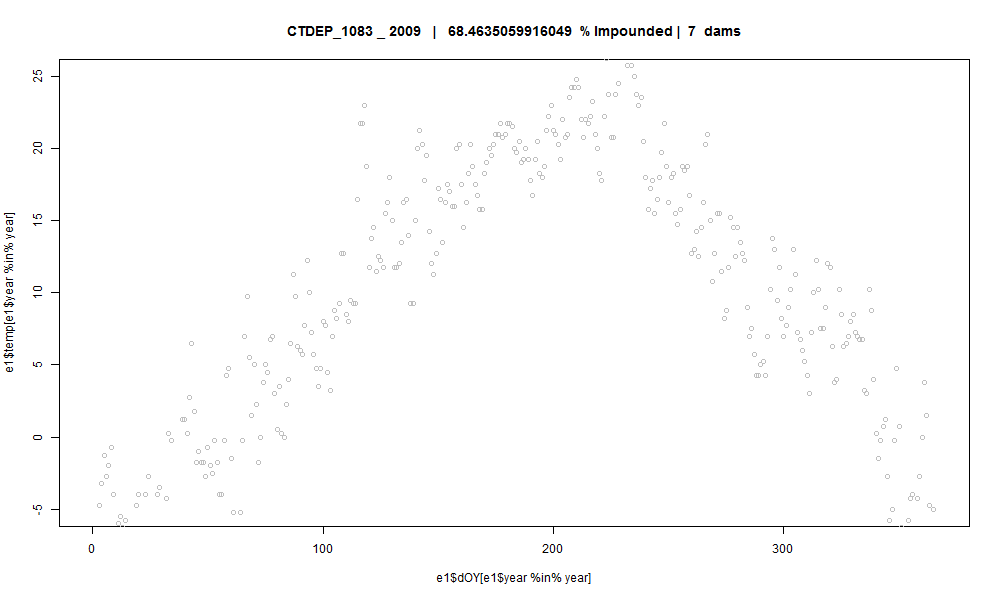 CTDEP_1083 _ 2009 | 68.4635059916049 % Impounded | 7 dams
25
20
15
10
5
0
-5
e1$temp[e1$year %in% year]
0 100 200 300
e1$dOY[e1$year %in% year]